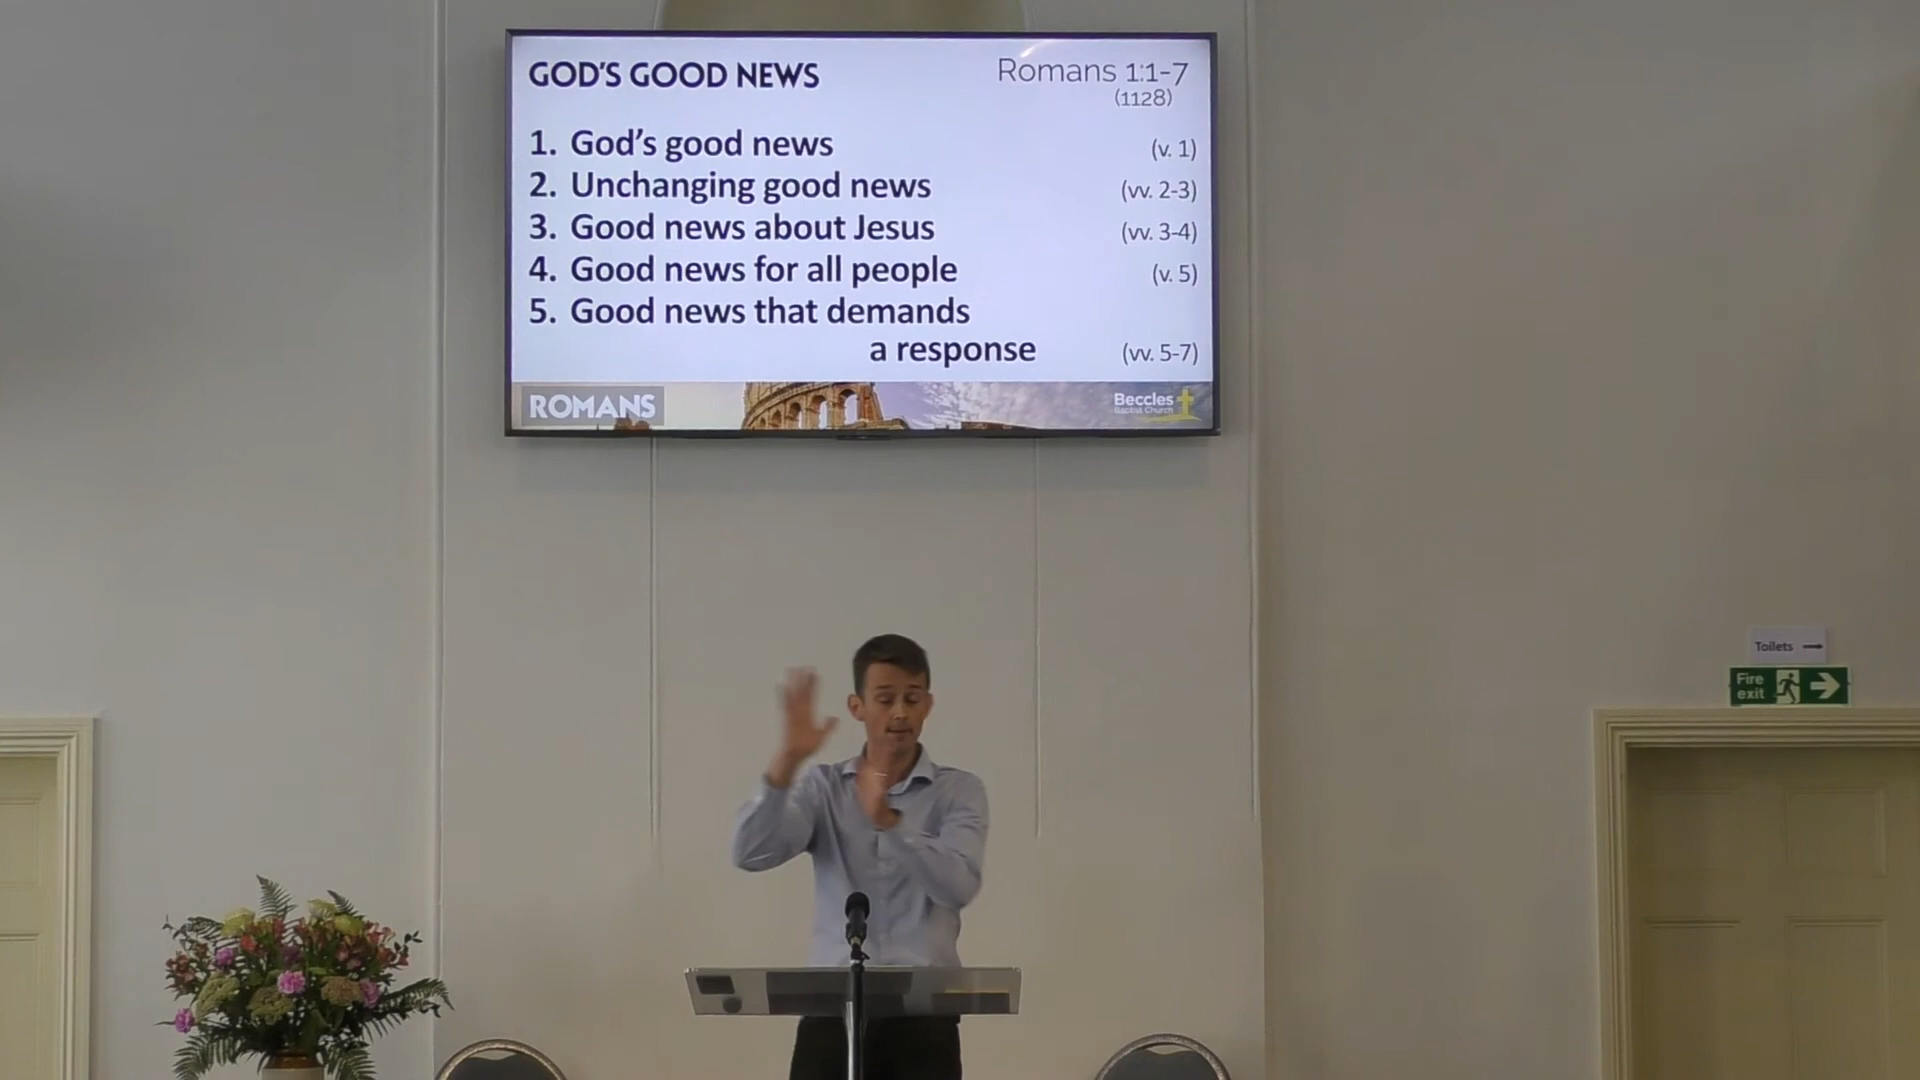 GOD'S GOOD NEWS
Romans 1:1-7
(1128)
1. God's good news (v. 1)
2. Unchanging good news (vv. 2-3)
3. Good news about Jesus (vv. 3-4)
4. Good news for all people (v. 5)
5. Good news that demands
a response (vv. 5-7)
ROMANS
Beccles
Baptist Church
Toilets
Fire
exit